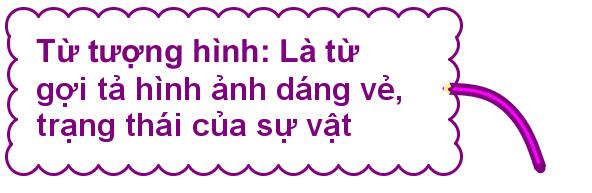 Từ tượng hình: Là từ
gợi tả hình ảnh dáng vẻ,
trạng thái của sự vật